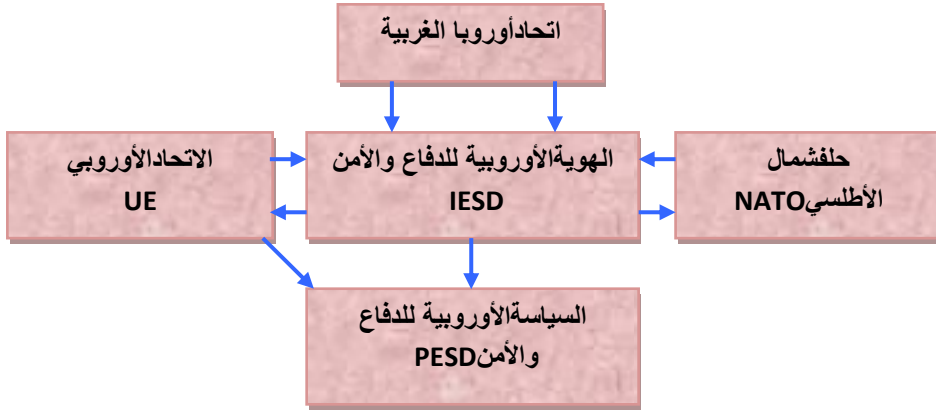 اتحادأوروبا الغربية
حلفشمال
الأطلسيNATO
الهويةالأوروبية للدفاع والأمن
IESD
الاتحادالأوروبي
UE
السياسةالأوروبية للدفاع
والأمنPESD